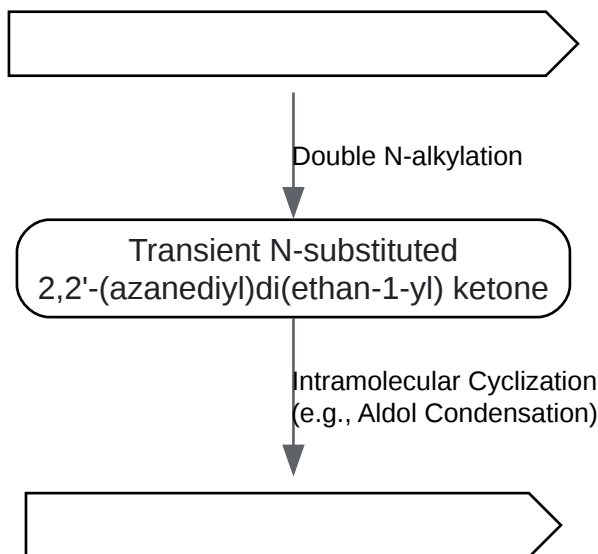 Double N-alkylation
Transient N-substituted
2,2'-(azanediyl)di(ethan-1-yl) ketone
Intramolecular Cyclization
(e.g., Aldol Condensation)